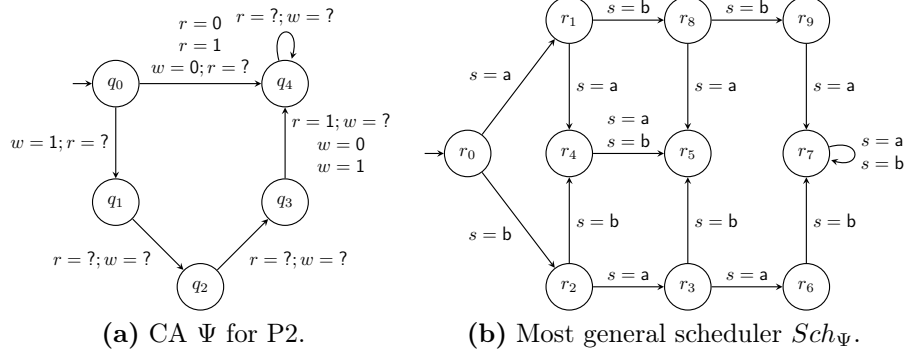 r = 0
r = 1
w = 0; r = ?
r = ?; w = ?
q0
q4
w = 1; r = ?
r = 1; w = ?
w = 0
w = 1
q1
q3
r = ?; w = ?
r = ?; w = ?
q2
(a) CA Ψ for P2.
r1
s = b
r8
s = b
r9
s = a
s = a
s = a
s = a
r0
r4
s = a
s = b
r5
r7
s = a
s = b
s = b
s = b
s = b
s = b
r2
s = a
r3
s = a
r6
(b) Most general scheduler SchΨ.